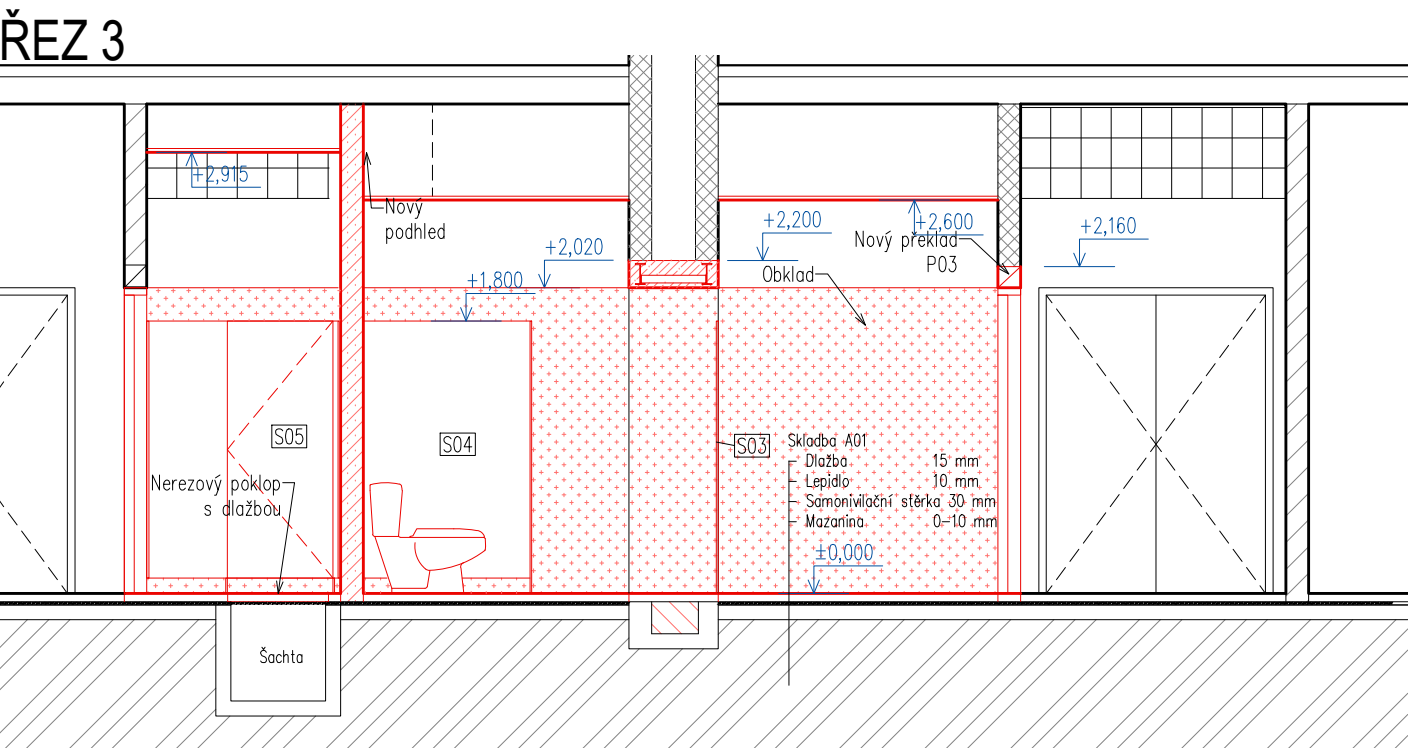 ŘEZ 3
+2,915
Nový
podhled
+2,020
+1,800
+2,200
+2,600
Nový překlad
P03
+2,160
Obklad
S05
S04
S03
Skladba A01
Dlažba 15 mm
Lepidlo 10 mm
Samonivilační stěrka 30 mm
Mazanina 0-10 mm
Nerezový poklop
s dlažbou
±0,000
Šachta